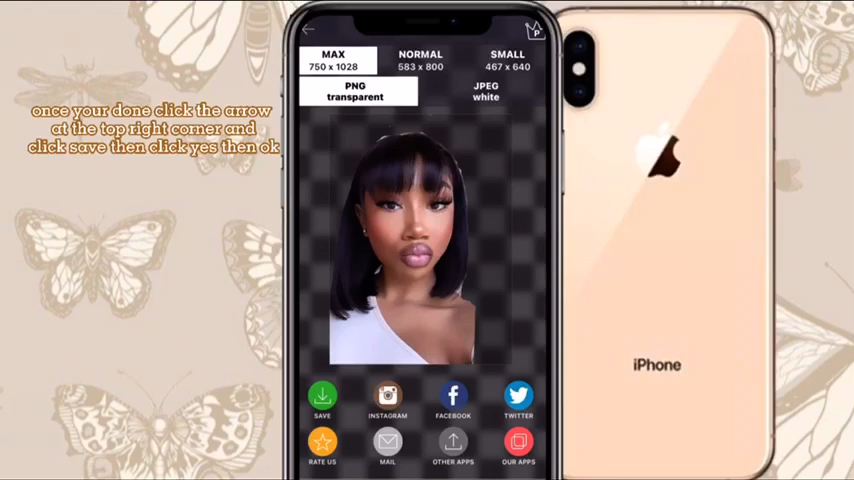 once your done click the arrow
at the top right corner and
click save then click yes then ok
P
MAX
750 x 1028
NORMAL
583 x 800
SMALL
467 x 640
PNG
transparent
JPEG
white
SAVE
INSTAGRAM
FACEBOOK
TWITTER
RATE US
MAIL
OTHER APPS
OUR APPS
iPhone